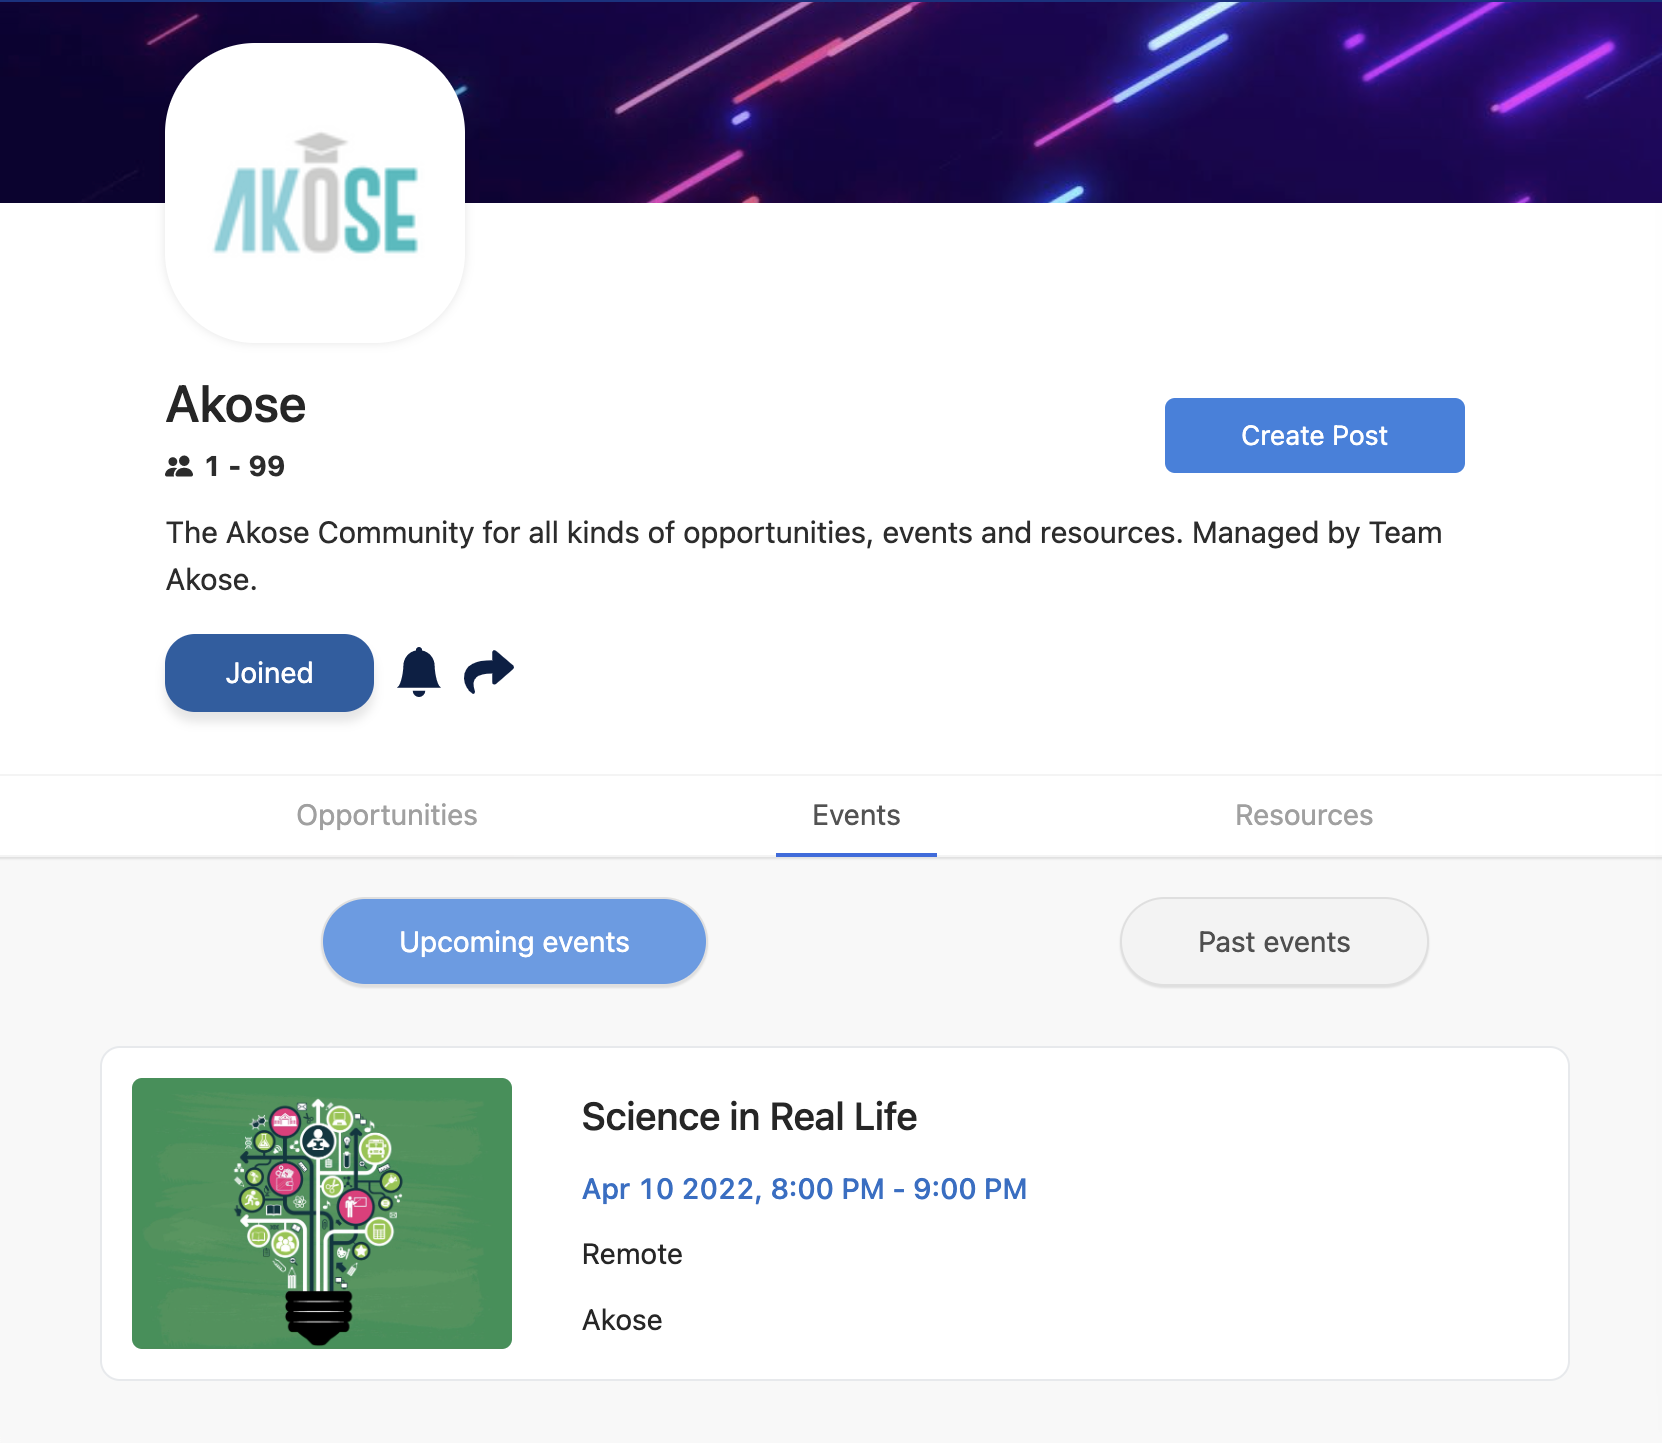 AKOSE
Akose
1 - 99
Create Post
The Akose Community for all kinds of opportunities, events and resources. Managed by Team
Akose.
Joined
Opportunities
Events
Resources
Upcoming events
Past events
Science in Real Life
Apr 10 2022, 8:00 PM - 9:00 PM
Remote
Akose